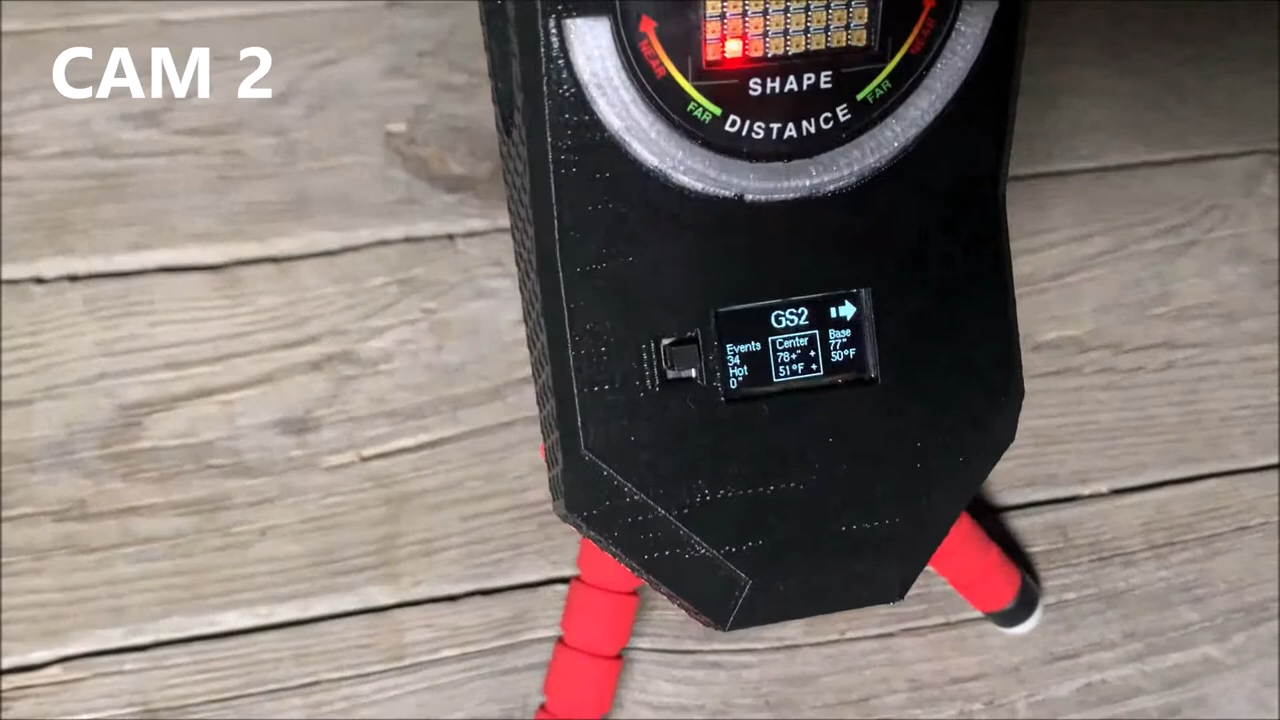 CAM 2
NEAR
NEAR
SHAPE
FAR
FAR
DISTANCE
GS2
Events
34
Hot
0"
Center
78+" +
51°F +
Base
77"
50°F